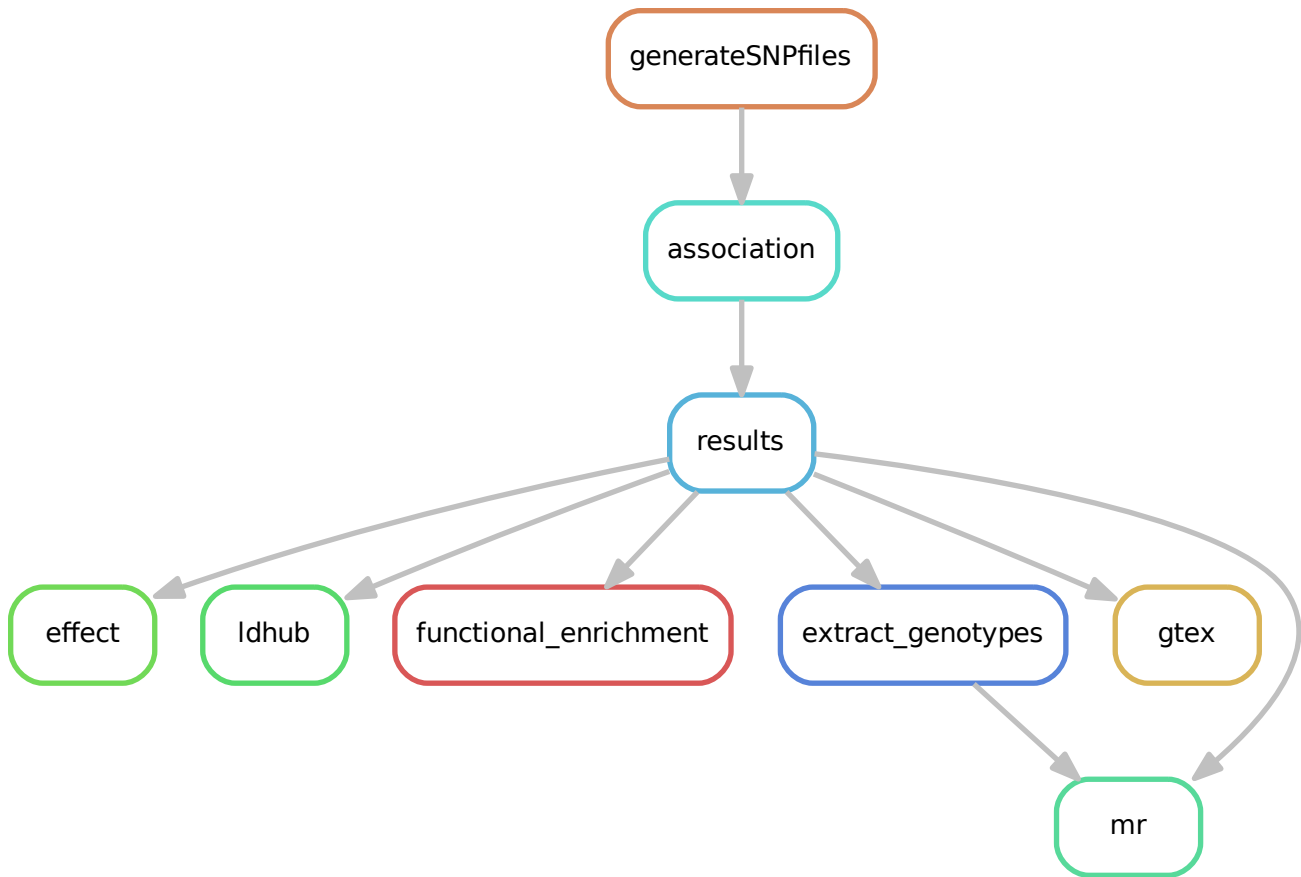 generateSNPfiles
association
results
effect
ldhub
functional_enrichment
extract_genotypes
gtex
mr